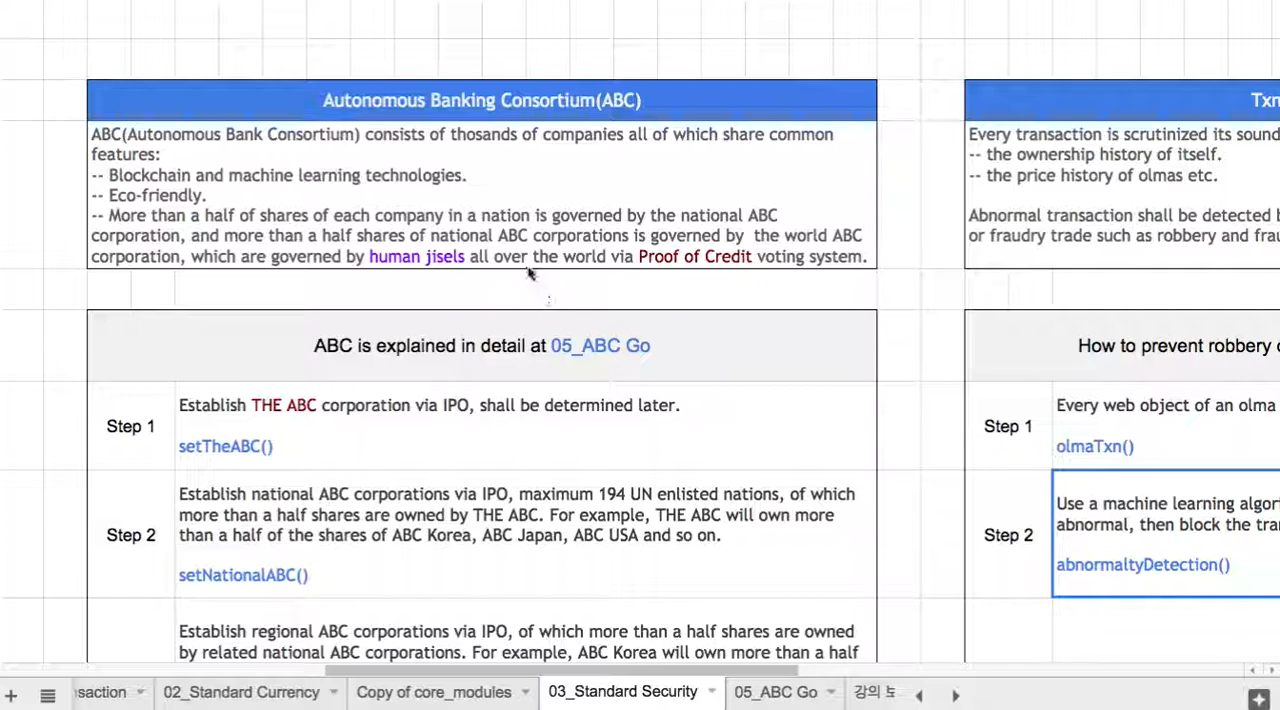 Autonomous Banking Consortium(ABC)
ABC(Autonomous Bank Consortium) consists of thosands of companies all of which share common
features:
-- Blockchain and machine learning technologies.
-- Eco-friendly.
-- More than a half of shares of each company in a nation is governed by the national ABC
corporation, and more than a half shares of national ABC corporations is governed by the world ABC
corporation, which are governed by human jisels all over the world via Proof of Credit voting system.
ABC is explained in detail at 05_ABC Go
Step 1
Establish THE ABC corporation via IPO, shall be determined later.
setTheABC()
Step 2
Establish national ABC corporations via IPO, maximum 194 UN enlisted nations, of which
more than a half shares are owned by THE ABC. For example, THE ABC will own more
than a half of the shares of ABC Korea, ABC Japan, ABC USA and so on.
setNationalABC()
Establish regional ABC corporations via IPO, of which more than a half shares are owned
by related national ABC corporations. For example, ABC Korea will own more than a half
Txn
Every transaction is scrutinized its sound
-- the ownership history of itself.
-- the price history of olmas etc.
Abnormal transaction shall be detected b
or fraudry trade such as robbery and frau
How to prevent robbery o
Step 1
Every web object of an olma
olmaTxn()
Step 2
Use a machine learning algori
abnormal, then block the tra
abnormaltyDetection()
saction
02_Standard Currency
Copy of core_modules
03_Standard Security
05_ABC Go
강의 노